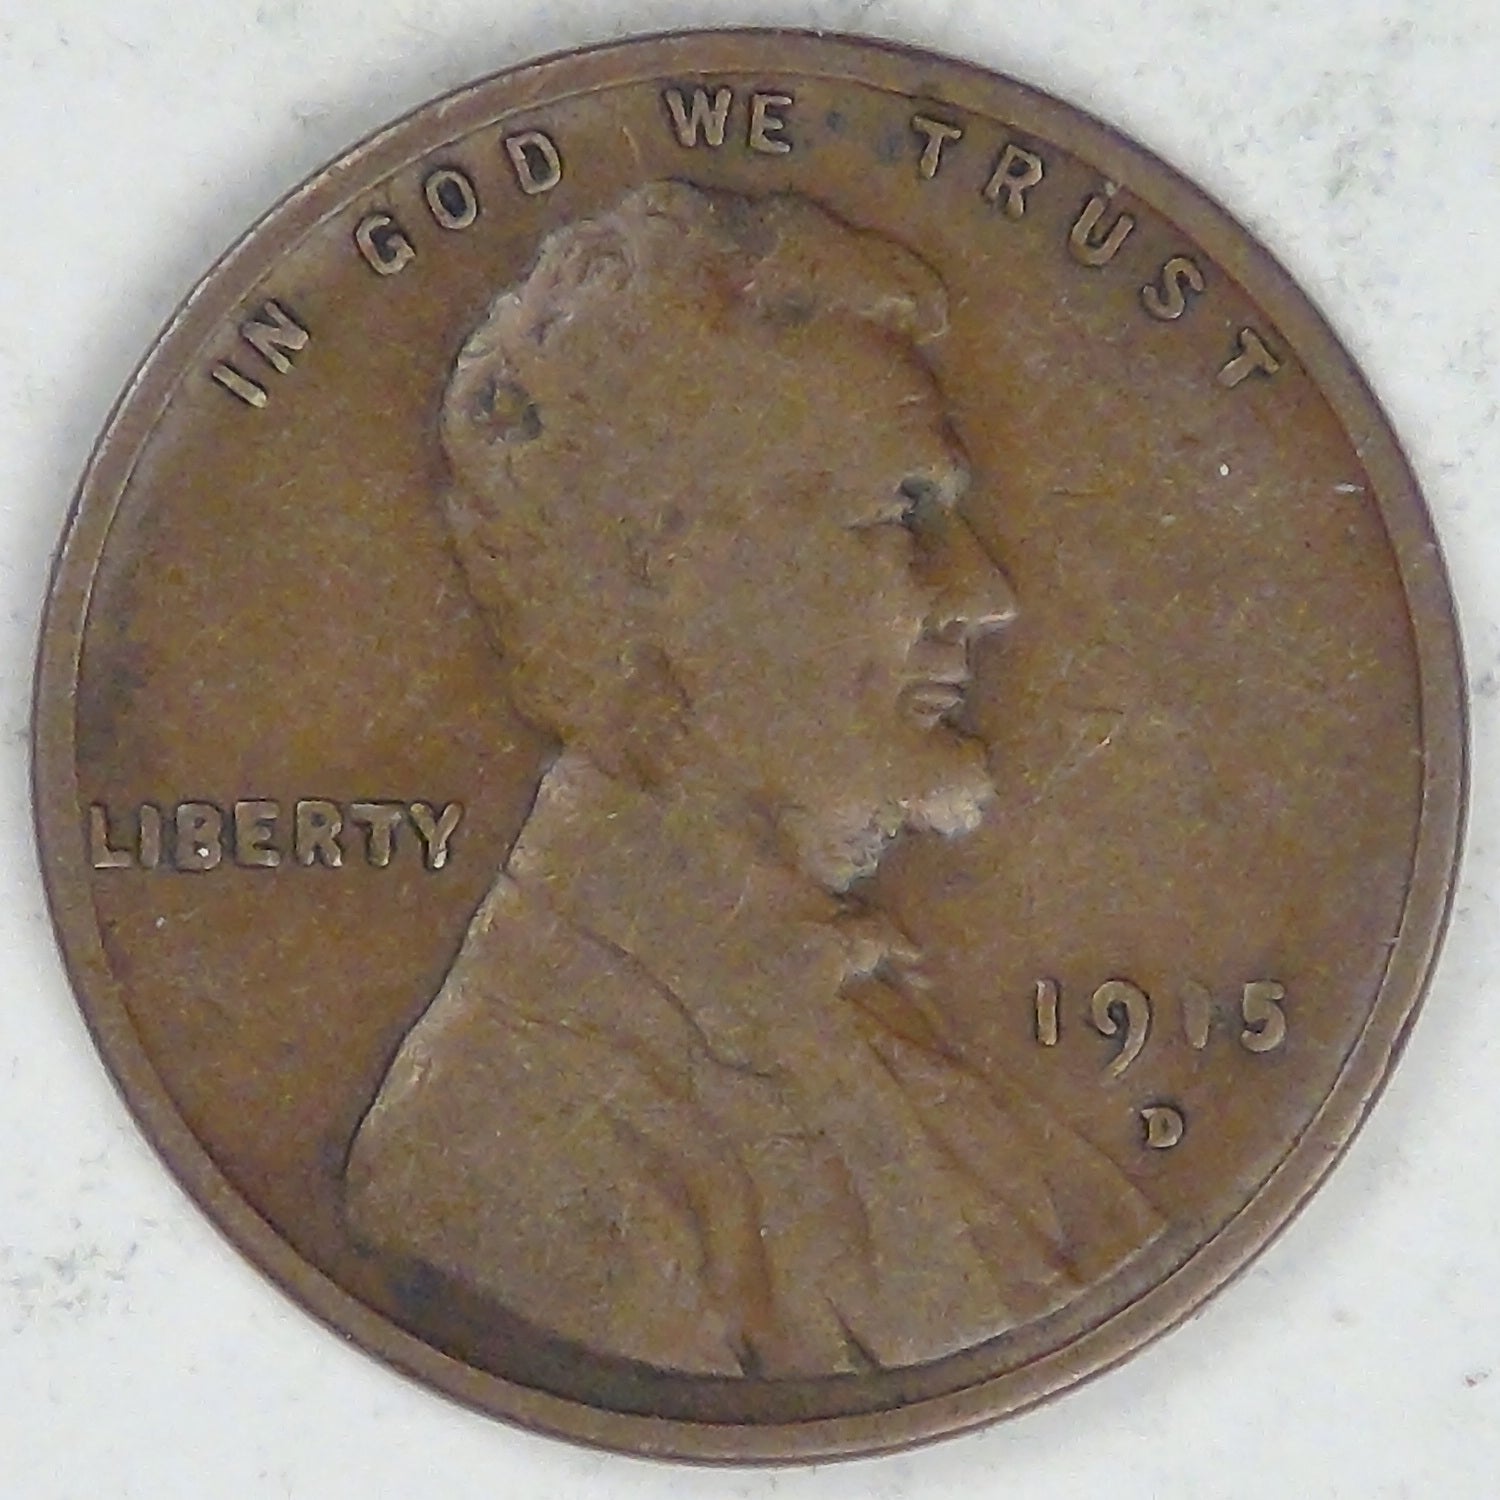 IN GOD WE TRUST
LIBERTY
1915
D